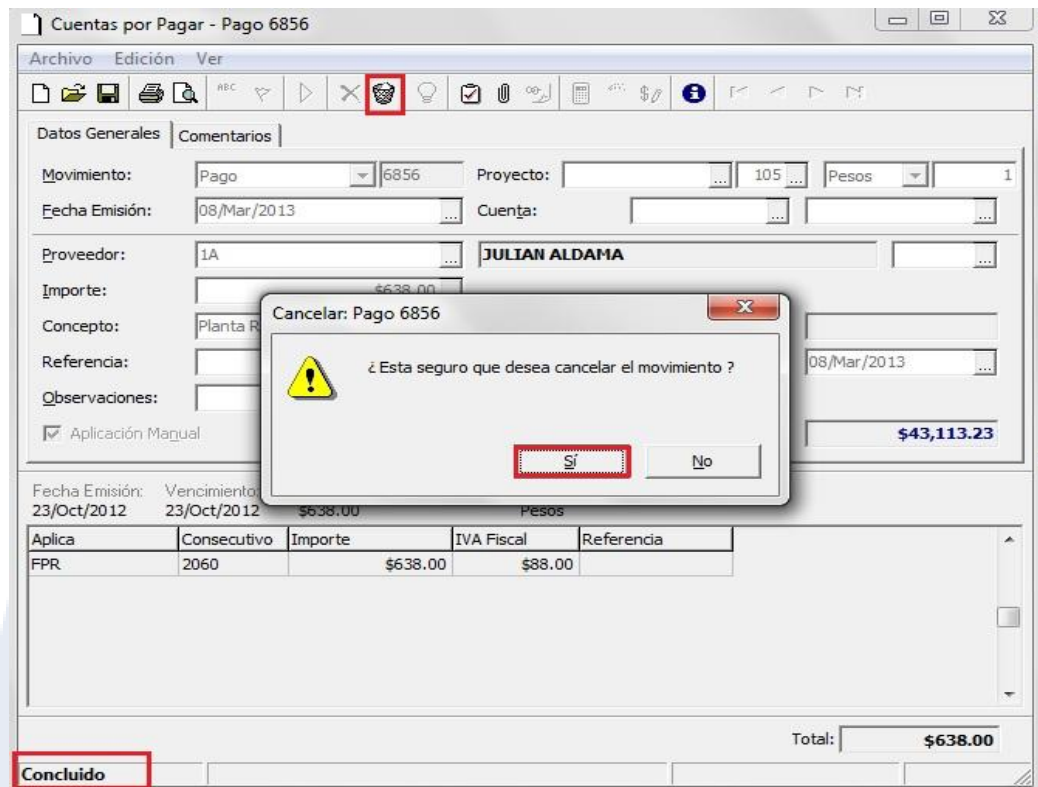 Cuentas por Pagar - Pago 6856
Archivo Edición Ver
ABC
Datos Generales Comentarios
Movimiento: Pago 6856 Proyecto: ... 105 ... Pesos 1
Fecha Emisión: 08/Mar/2013 ... Cuenta: ... ...
Proveedor: 1A ... JULIAN ALDAMA ...
Importe: $638.00
Cancelar: Pago 6856
Concepto: Planta R
¿ Esta seguro que desea cancelar el movimiento ?
Referencia: 08/Mar/2013 ...
Observaciones:
Aplicación Manual $43,113.23
Sí No
Fecha Emisión: Vencimiento:
23/Oct/2012 23/Oct/2012 $638.00 Pesos
Aplica Consecutivo Importe IVA Fiscal Referencia
FPR 2060 $638.00 $88.00
Total: $638.00
Concluido